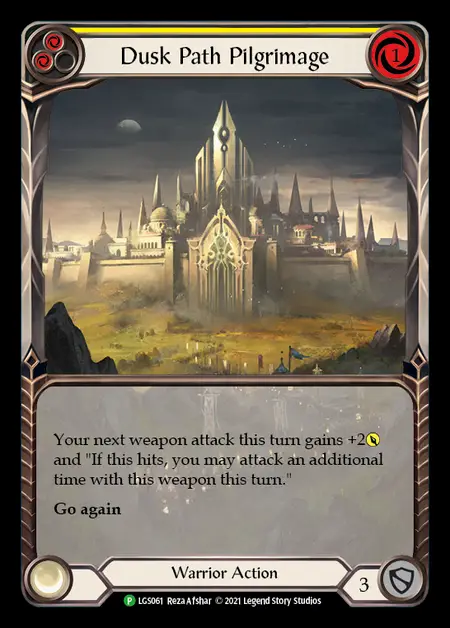 Dusk Path Pilgrimage
1
Your next weapon attack this turn gains +2
and "If this hits, you may attack an additional
time with this weapon this turn."
Go again
Warrior Action
3
P LGS061 Reza Afshar © 2021 Legend Story Studios